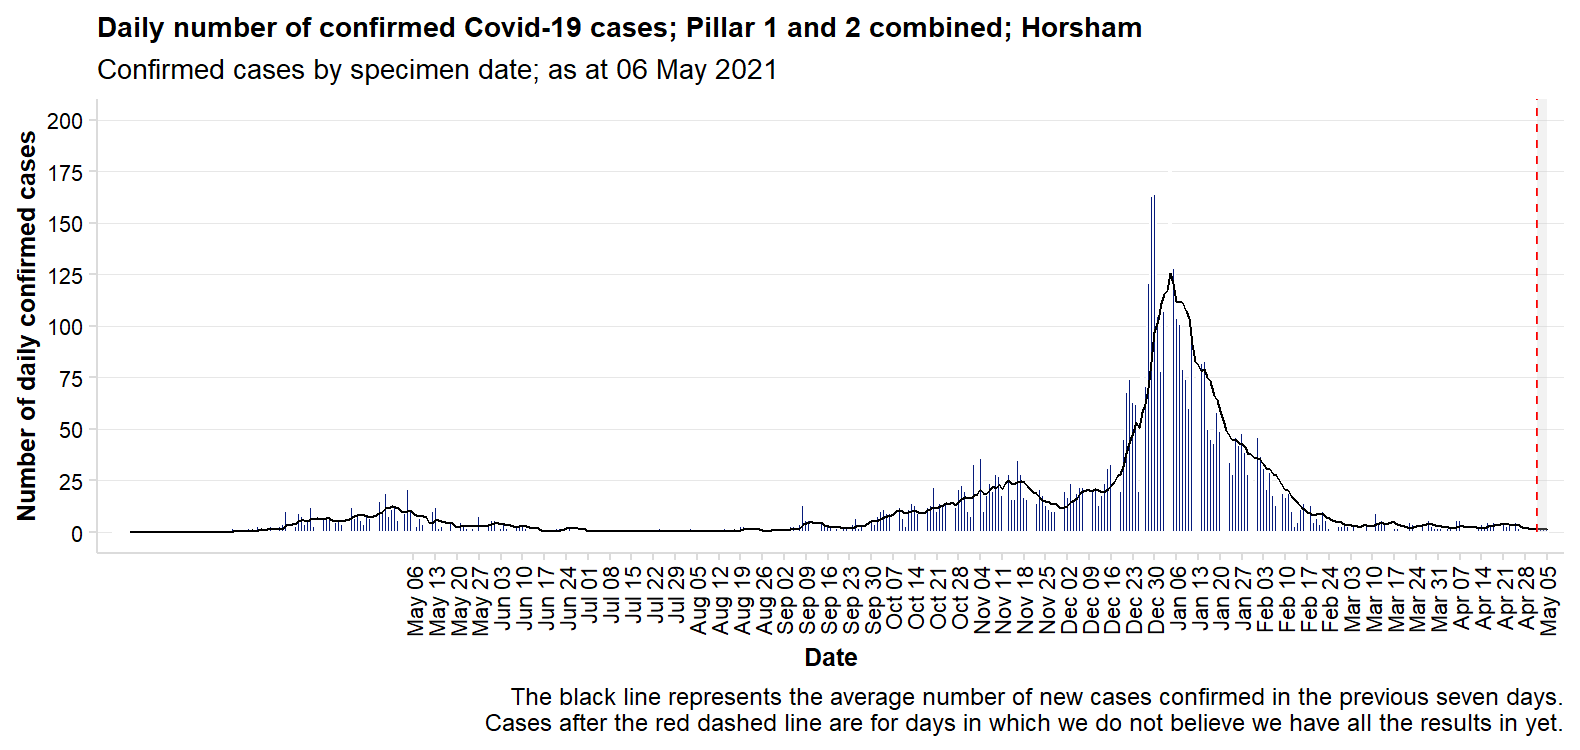 Daily number of confirmed Covid-19 cases; Pillar 1 and 2 combined; Horsham
Confirmed cases by specimen date; as at 06 May 2021
Number of daily confirmed cases
200
175
150
125
100
75
50
25
0
May 06
May 13
May 20
May 27
Jun 03
Jun 10
Jun 17
Jun 24
Jul 01
Jul 08
Jul 15
Jul 22
Jul 29
Aug 05
Aug 12
Aug 19
Aug 26
Sep 02
Sep 09
Sep 16
Sep 23
Sep 30
Oct 07
Oct 14
Oct 21
Oct 28
Nov 04
Nov 11
Nov 18
Nov 25
Dec 02
Dec 09
Dec 16
Dec 23
Dec 30
Jan 06
Jan 13
Jan 20
Jan 27
Feb 03
Feb 10
Feb 17
Feb 24
Mar 03
Mar 10
Mar 17
Mar 24
Mar 31
Apr 07
Apr 14
Apr 21
Apr 28
May 05
Date
The black line represents the average number of new cases confirmed in the previous seven days.
Cases after the red dashed line are for days in which we do not believe we have all the results in yet.